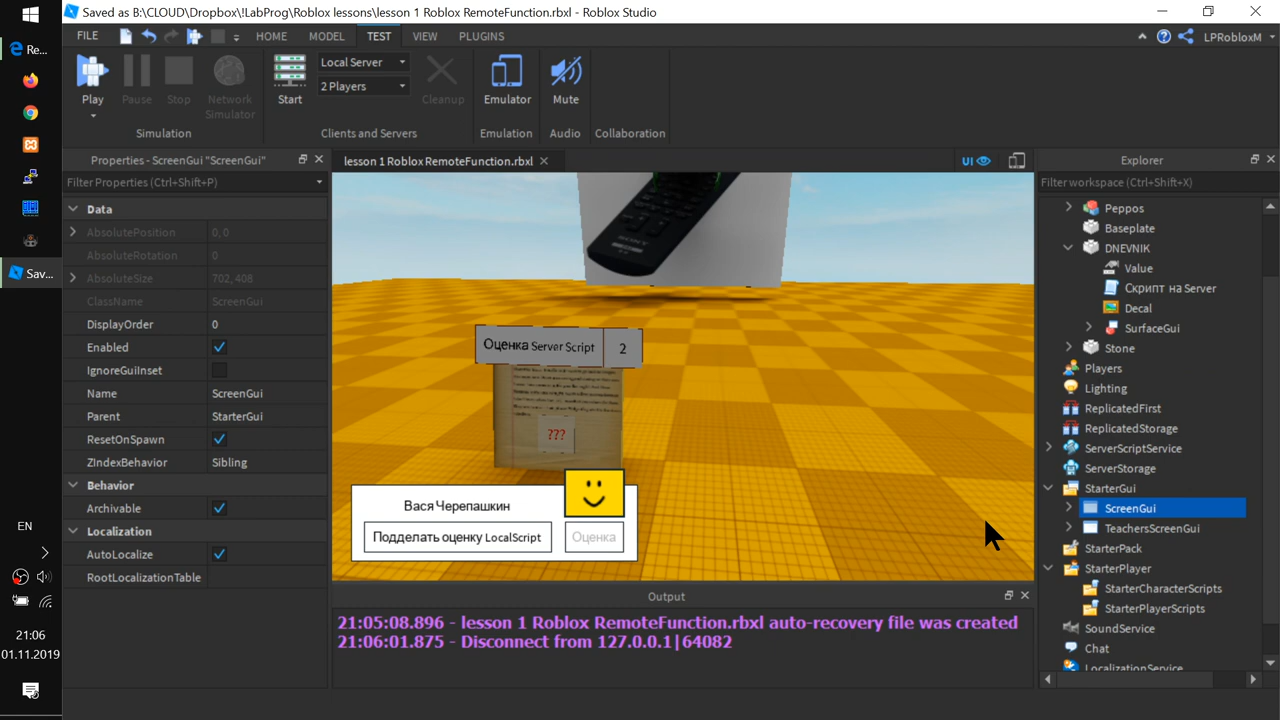 Saved as B:\CLOUD\Dropbox\!LabProg\Roblox lessons\lesson 1 Roblox RemoteFunction.rbxl - Roblox Studio
FILE
HOME
MODEL
TEST
VIEW
PLUGINS
LPRobloxM
Re...
Sav...
EN
21:06
01.11.2019
Play
Pause
Stop
Network
Simulator
Simulation
Start
Local Server
2 Players
Cleanup
Clients and Servers
Emulator
Emulation
Mute
Audio
Collaboration
Properties - ScreenGui "ScreenGui"
Filter Properties (Ctrl+Shift+P)
Data
AbsolutePosition 0, 0
AbsoluteRotation 0
AbsoluteSize 702, 408
ClassName ScreenGui
DisplayOrder 0
Enabled
IgnoreGuiInset
Name ScreenGui
Parent StarterGui
ResetOnSpawn
ZIndexBehavior Sibling
Behavior
Archivable
Localization
AutoLocalize
RootLocalizationTable
lesson 1 Roblox RemoteFunction.rbxl
UI
SONY
Оценка Server Script 2
???
Вася Черепашкин
Подделать оценку LocalScript
Оценка
Output
21:05:08.896 - lesson 1 Roblox RemoteFunction.rbxl auto-recovery file was created
21:06:01.875 - Disconnect from 127.0.0.1|64082
Explorer
Filter workspace (Ctrl+Shift+X)
Peppos
Baseplate
DNEVNIK
Value
Скрипт на Server
Decal
SurfaceGui
Stone
Players
Lighting
ReplicatedFirst
ReplicatedStorage
ServerScriptService
ServerStorage
StarterGui
ScreenGui
TeachersScreenGui
StarterPack
StarterPlayer
StarterCharacterScripts
StarterPlayerScripts
SoundService
Chat
LocalizationService